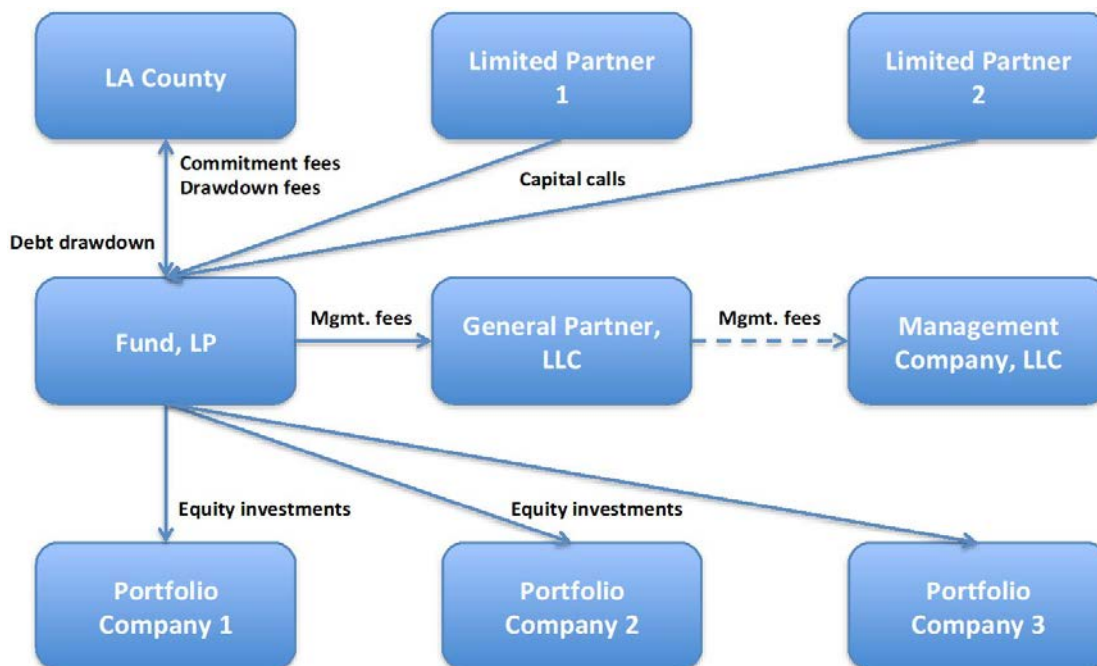 LA County
Limited Partner
1
Limited Partner
2
Commitment fees
Drawdown fees
Capital calls
Debt drawdown
Fund, LP
Mgmt. fees
General Partner,
LLC
Mgmt. fees
Management
Company, LLC
Equity investments
Equity investments
Portfolio
Company 1
Portfolio
Company 2
Portfolio
Company 3